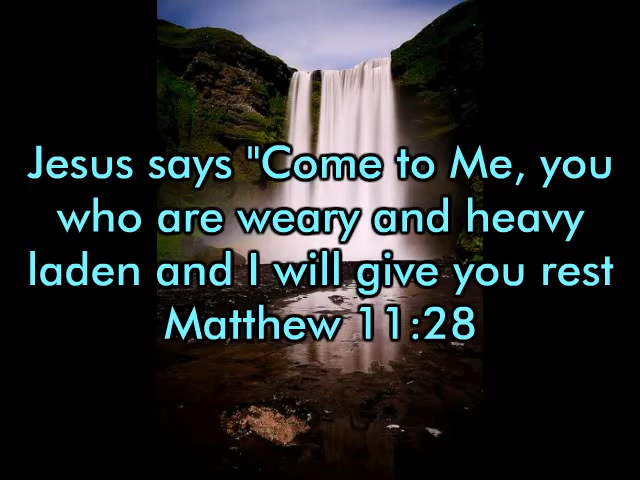 Jesus says "Come to Me, you
who are weary and heavy
laden and I will give you rest
Matthew 11:28